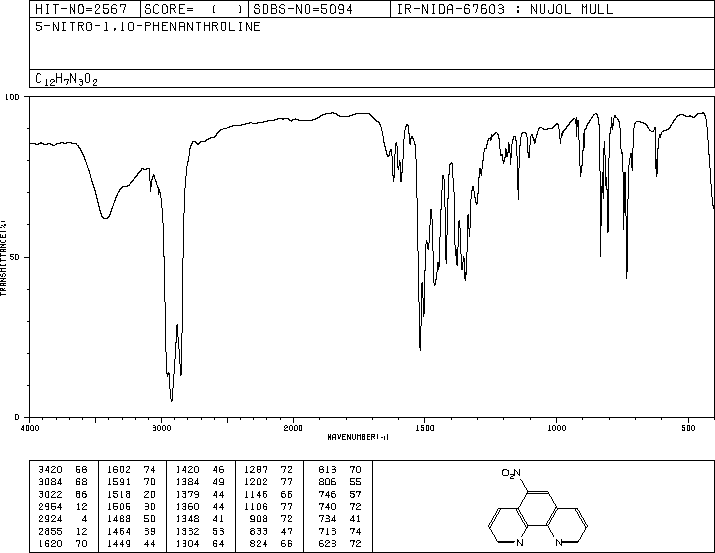 HIT-NO=2567 SCORE= ( ) SDBS-NO=5094 IR-NIDA-67603 : NUJOL MULL
5-NITRO-1,10-PHENANTHROLINE
C12H7N3O2
100
50
0
TRANSMITTANCE(%)
4000 3000 2000 1500 1000 500
WAVENUMBER(-1)
3420 68 1602 74 1420 46 1287 72 813 70
3084 68 1591 70 1384 49 1202 77 806 55
3022 66 1518 20 1379 44 1146 66 746 57
2964 12 1506 30 1360 44 1106 77 740 72
2924 4 1488 50 1348 41 908 72 734 41
2855 12 1464 39 1332 53 833 47 713 74
1620 70 1449 44 1304 64 824 66 623 72
O2N
N N